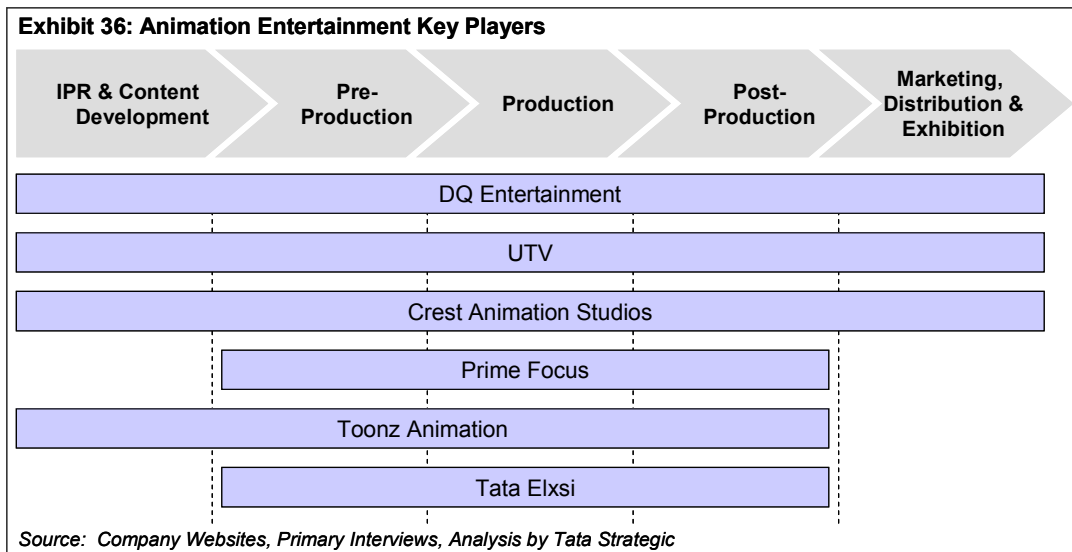 Exhibit 36: Animation Entertainment Key Players
IPR & Content
Development
Pre-
Production
Production
Post-
Production
Marketing,
Distribution &
Exhibition
DQ Entertainment
UTV
Crest Animation Studios
Prime Focus
Toonz Animation
Tata Elxsi
Source: Company Websites, Primary Interviews, Analysis by Tata Strategic